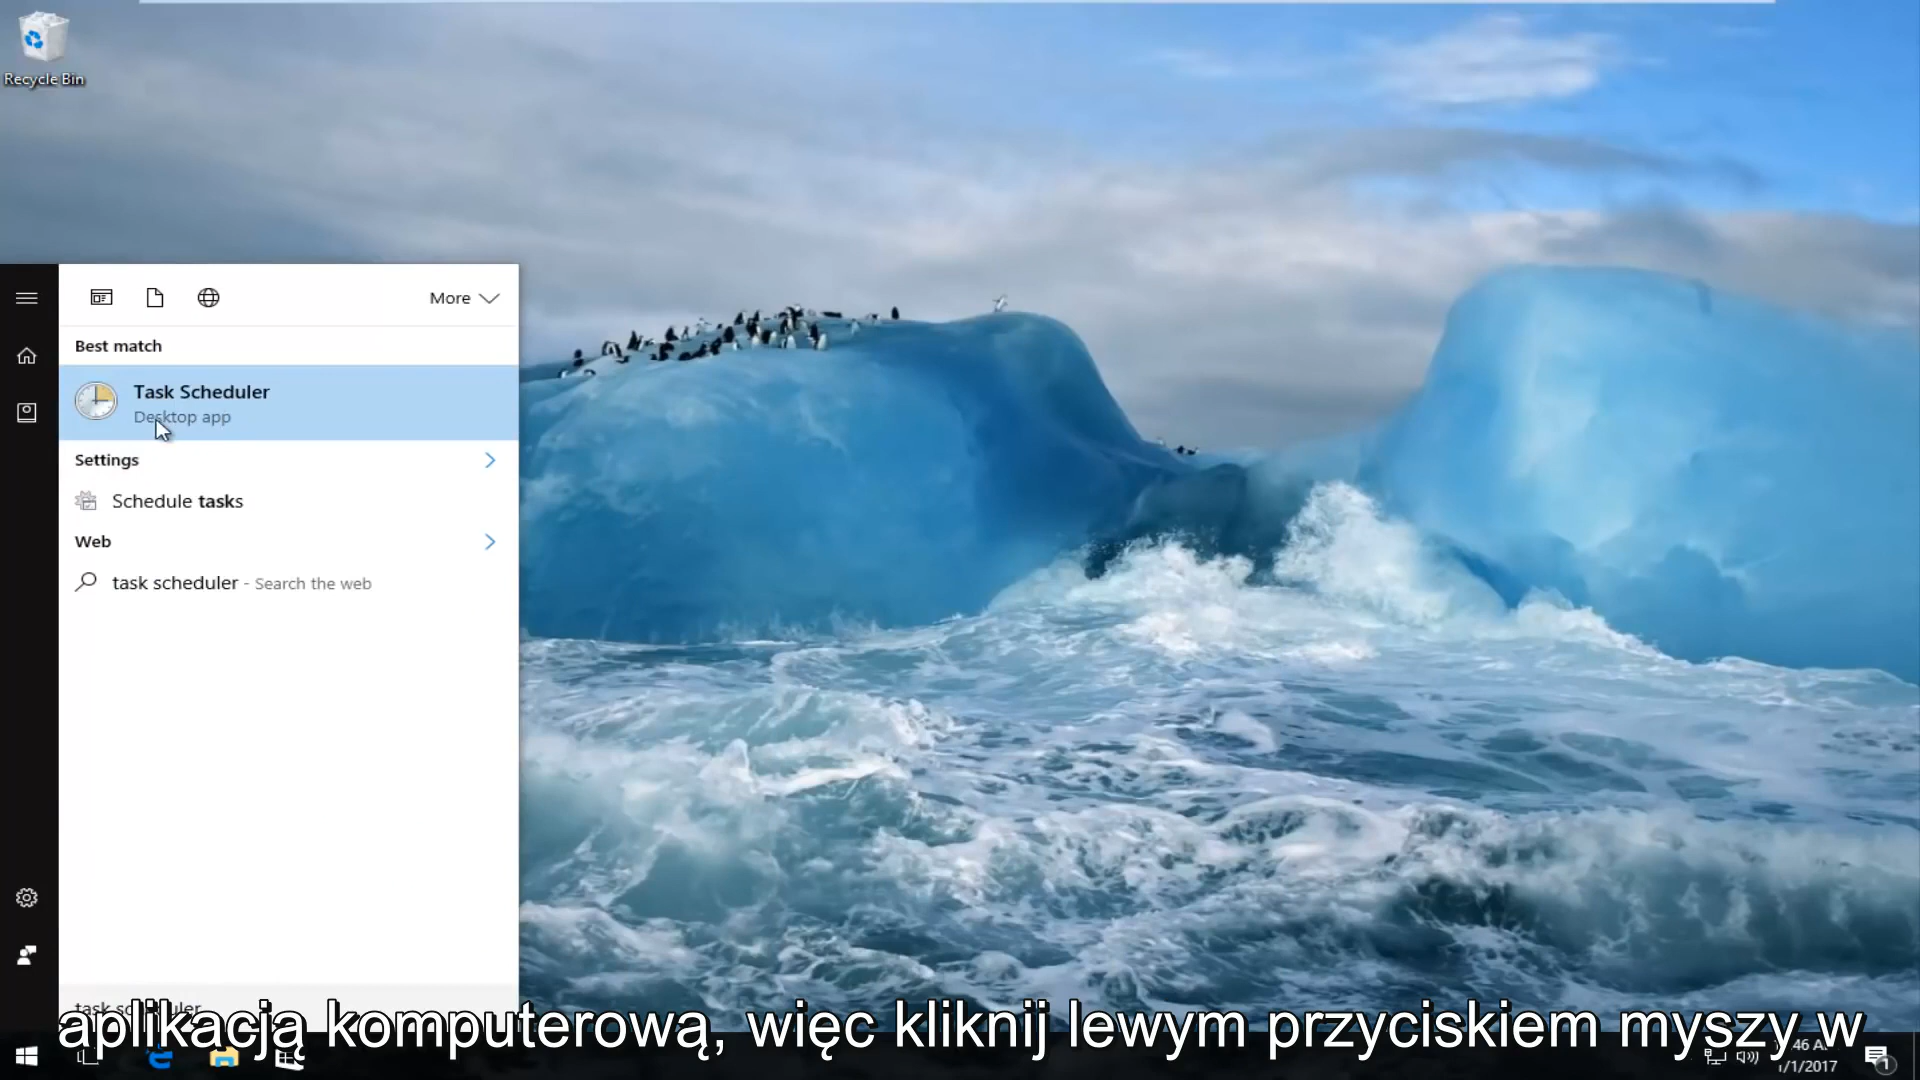 Recycle Bin
More
Best match
Task Scheduler
Desktop app
Settings
Schedule tasks
Web
task scheduler - Search the web
aplikacją komputerową, więc kliknij lewym przyciskiem myszy w
1